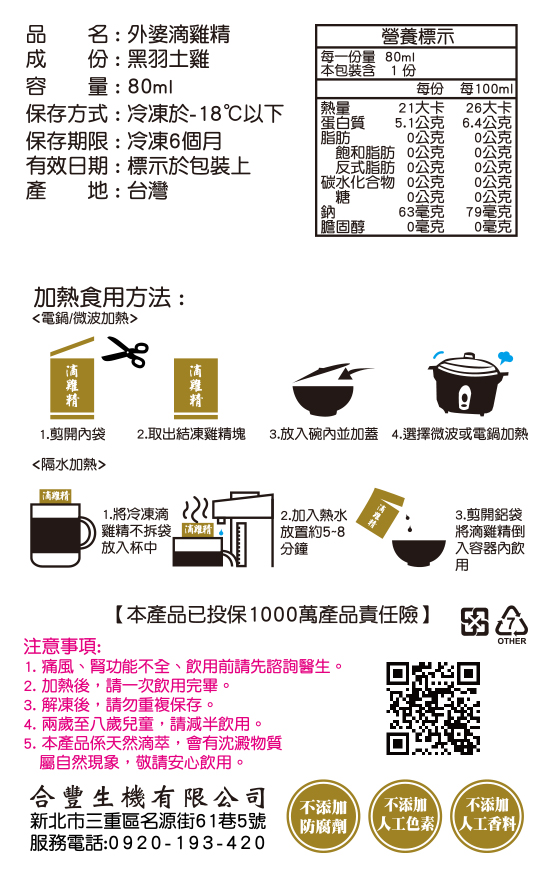 品　　名：外婆滴雞精
成　　份：黑羽土雞
容　　量：80ml
保存方式：冷凍於-18℃以下
保存期限：冷凍6個月
有效日期：標示於包裝上
產　　地：台灣
營養標示
每一份量 80ml
本包裝含 1份
每份 每100ml
熱量 21大卡 26大卡
蛋白質 5.1公克 6.4公克
脂肪 0公克 0公克
飽和脂肪 0公克 0公克
反式脂肪 0公克 0公克
碳水化合物 0公克 0公克
糖 0公克 0公克
鈉 63毫克 79毫克
膽固醇 0毫克 0毫克
加熱食用方法：
<電鍋/微波加熱>
滴雞精
滴雞精
1.剪開內袋
2.取出結凍雞精塊
3.放入碗內並加蓋
4.選擇微波或電鍋加熱
<隔水加熱>
滴雞精
1.將冷凍滴
雞精不拆袋
放入杯中
滴雞精
2.加入熱水
放置約5~8
分鐘
滴雞精
3.剪開鋁袋
將滴雞精倒
入容器內飲
用
【本產品已投保1000萬產品責任險】
7
OTHER
注意事項:
1. 痛風、腎功能不全、飲用前請先諮詢醫生。
2. 加熱後，請一次飲用完畢。
3. 解凍後，請勿重複保存。
4. 兩歲至八歲兒童，請減半飲用。
5. 本產品係天然滴萃，會有沈澱物質
屬自然現象，敬請安心飲用。
合豐生機有限公司
新北市三重區名源街61巷5號
服務電話:0920-193-420
不添加
防腐劑
不添加
人工色素
不添加
人工香料